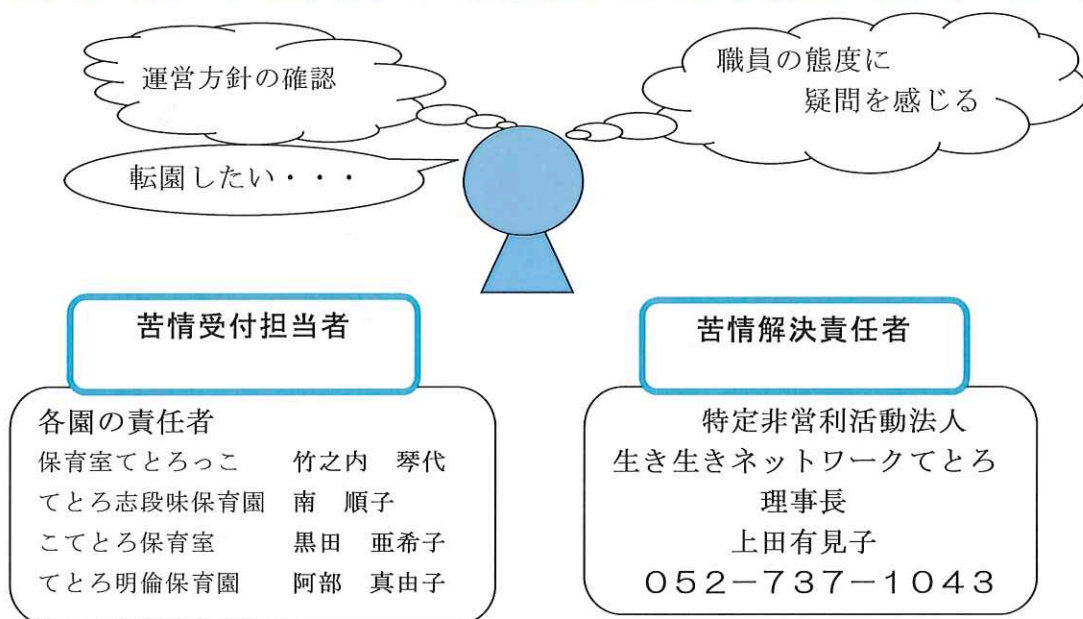 運営方針の確認
職員の態度に
疑問を感じる
転園したい・・・
苦情受付担当者
各園の責任者
保育室てとろっこ　竹之内　琴代
てとろ志段味保育園　南　順子
こてとろ保育室　黒田　亜希子
てとろ明倫保育園　阿部　真由子
苦情解決責任者
特定非営利活動法人
生き生きネットワークてとろ
理事長
上田有見子
０５２－７３７－１０４３